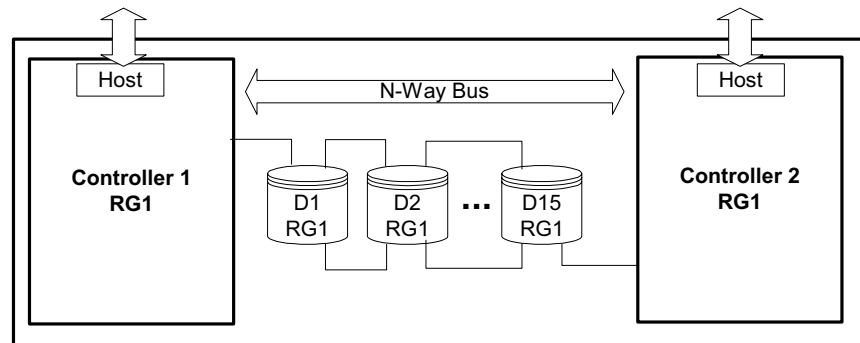 Host
Host
N-Way Bus
Controller 1
RG1
Controller 2
RG1
D1
RG1
D2
RG1
...
D15
RG1